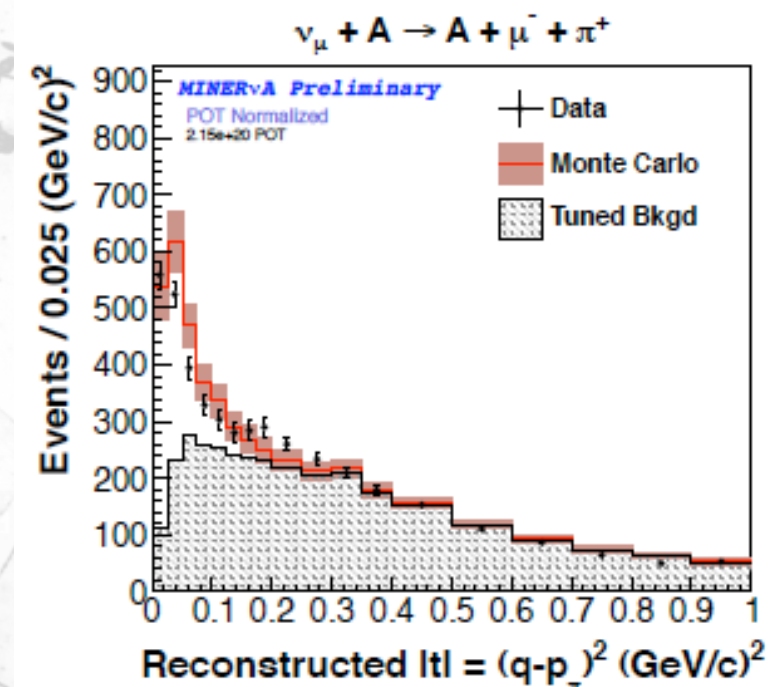 νμ + A → A + μ⁻ + π⁺
MINERνA Preliminary
POT Normalized
2.15e+20 POT
Data
Monte Carlo
Tuned Bkgd
Events / 0.025 (GeV/c)²
900
800
700
600
500
400
300
200
100
0
0 0.1 0.2 0.3 0.4 0.5 0.6 0.7 0.8 0.9 1
Reconstructed ltl = (q-p )² (GeV/c)²